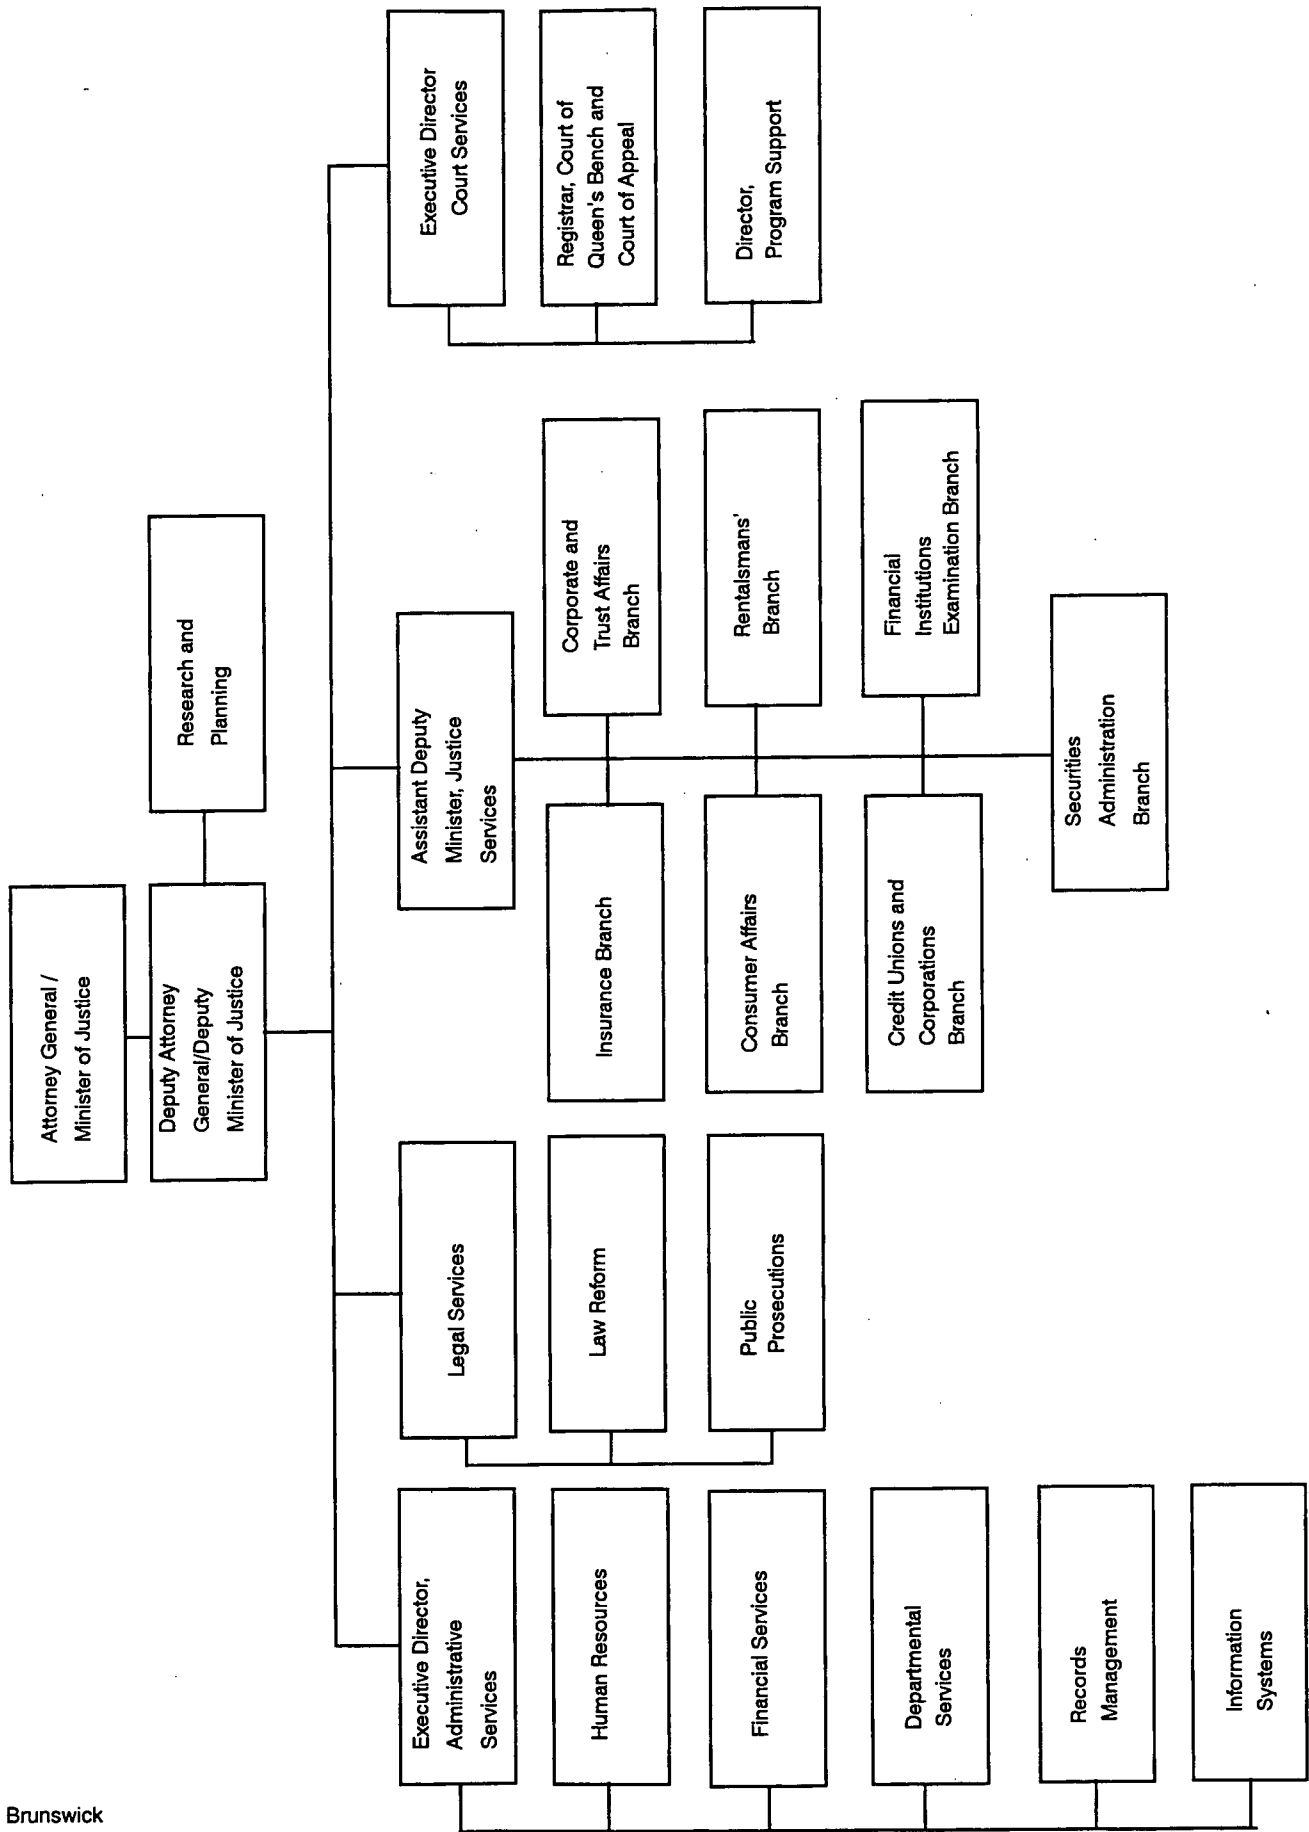 Brunswick
Attorney General /
Minister of Justice
Deputy Attorney
General/Deputy
Minister of Justice
Research and
Planning
Executive Director,
Administrative
Services
Human Resources
Financial Services
Departmental
Services
Records
Management
Information
Systems
Legal Services
Law Reform
Public
Prosecutions
Assistant Deputy
Minister, Justice
Services
Insurance Branch
Corporate and
Trust Affairs
Branch
Consumer Affairs
Branch
Rentalsmans'
Branch
Credit Unions and
Corporations
Branch
Financial
Institutions
Examination Branch
Securities
Administration
Branch
Executive Director
Court Services
Registrar, Court of
Queen's Bench and
Court of Appeal
Director,
Program Support